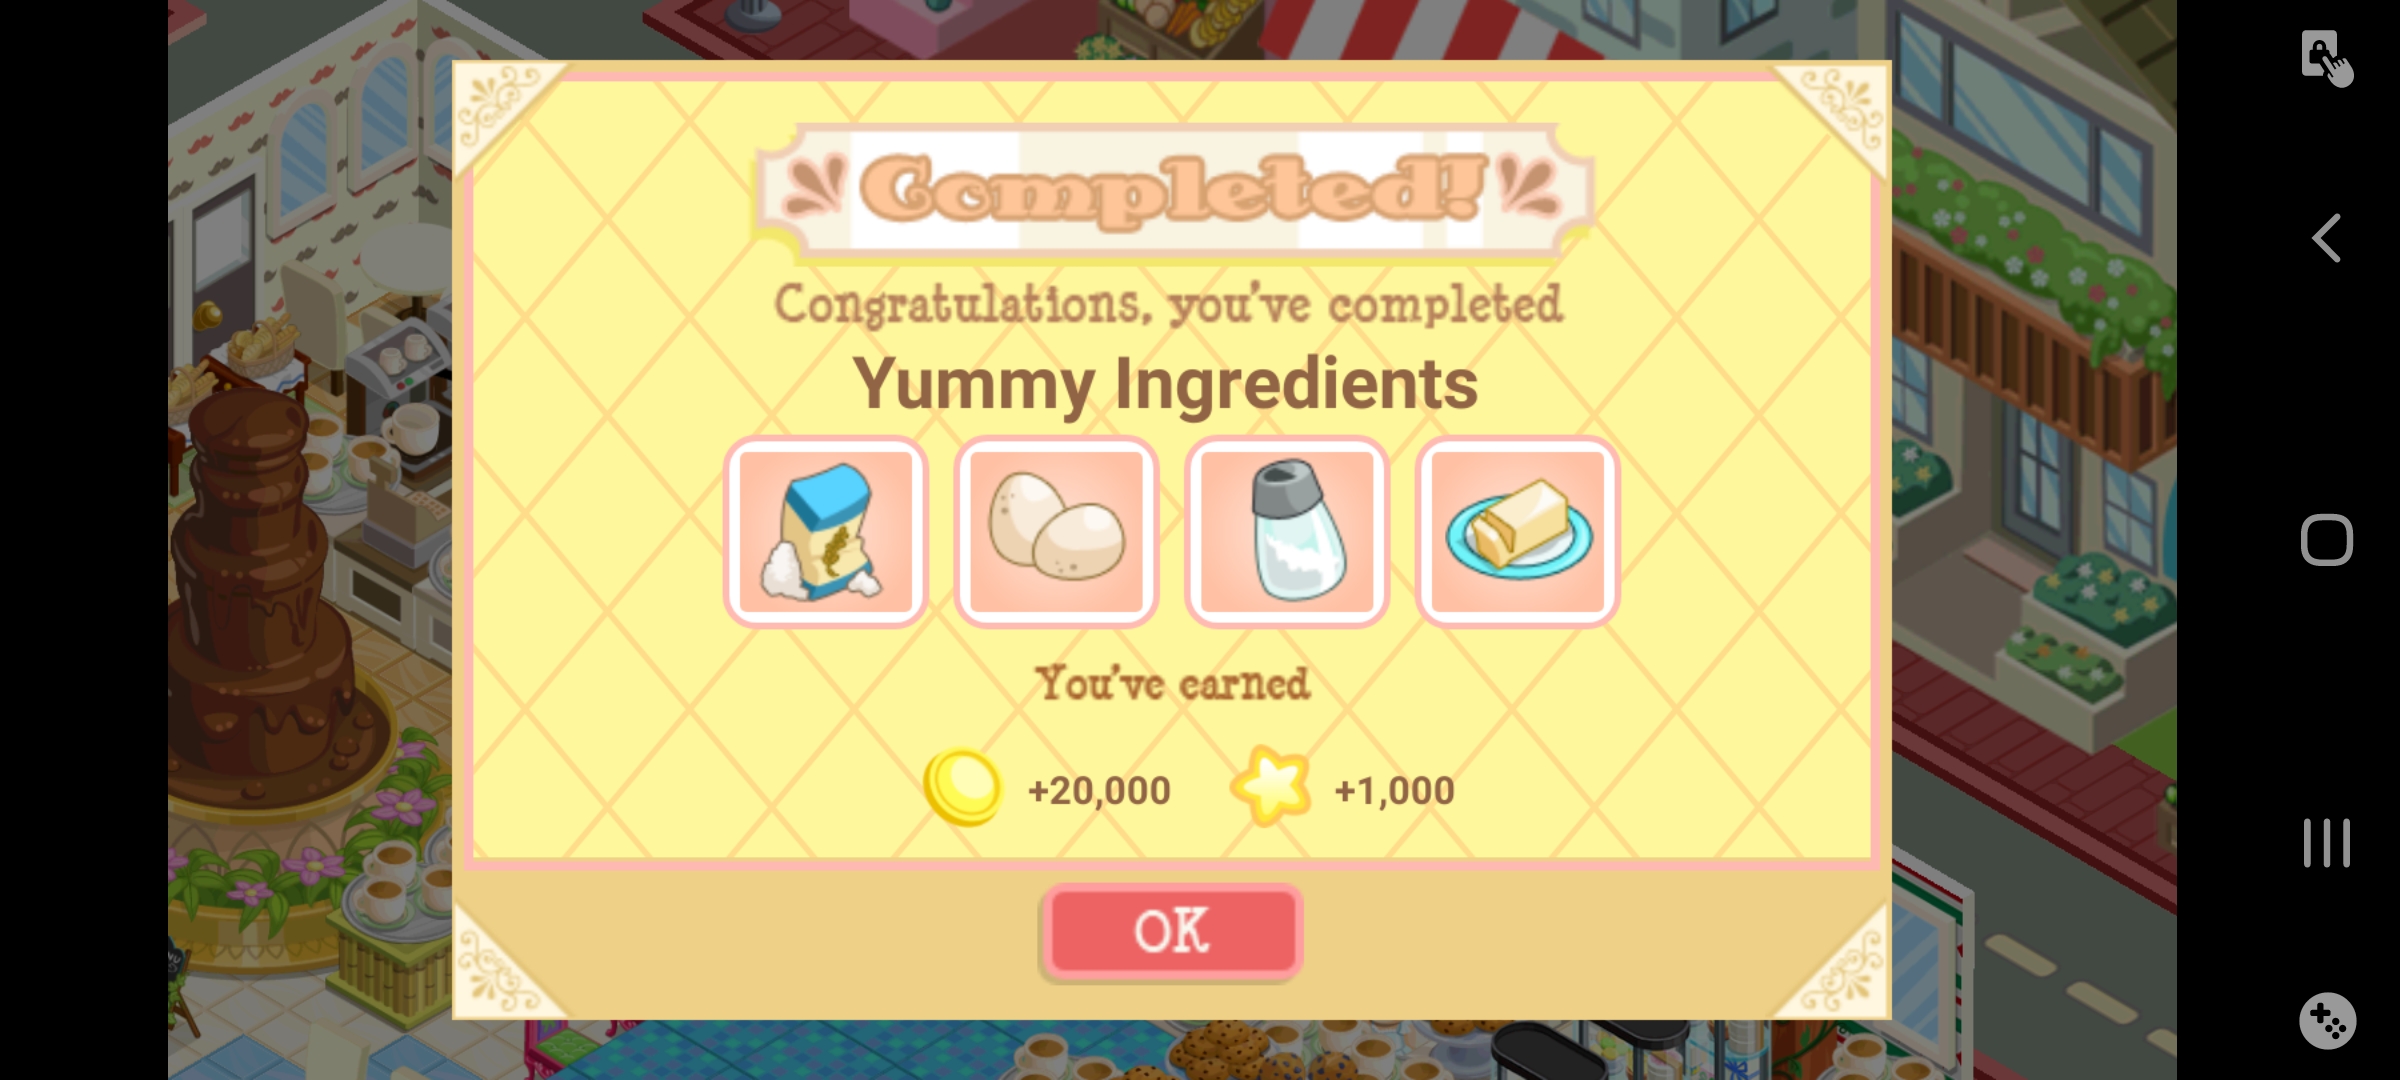 Completed!
Congratulations, you've completed
Yummy Ingredients
You've earned
+20,000 +1,000
OK